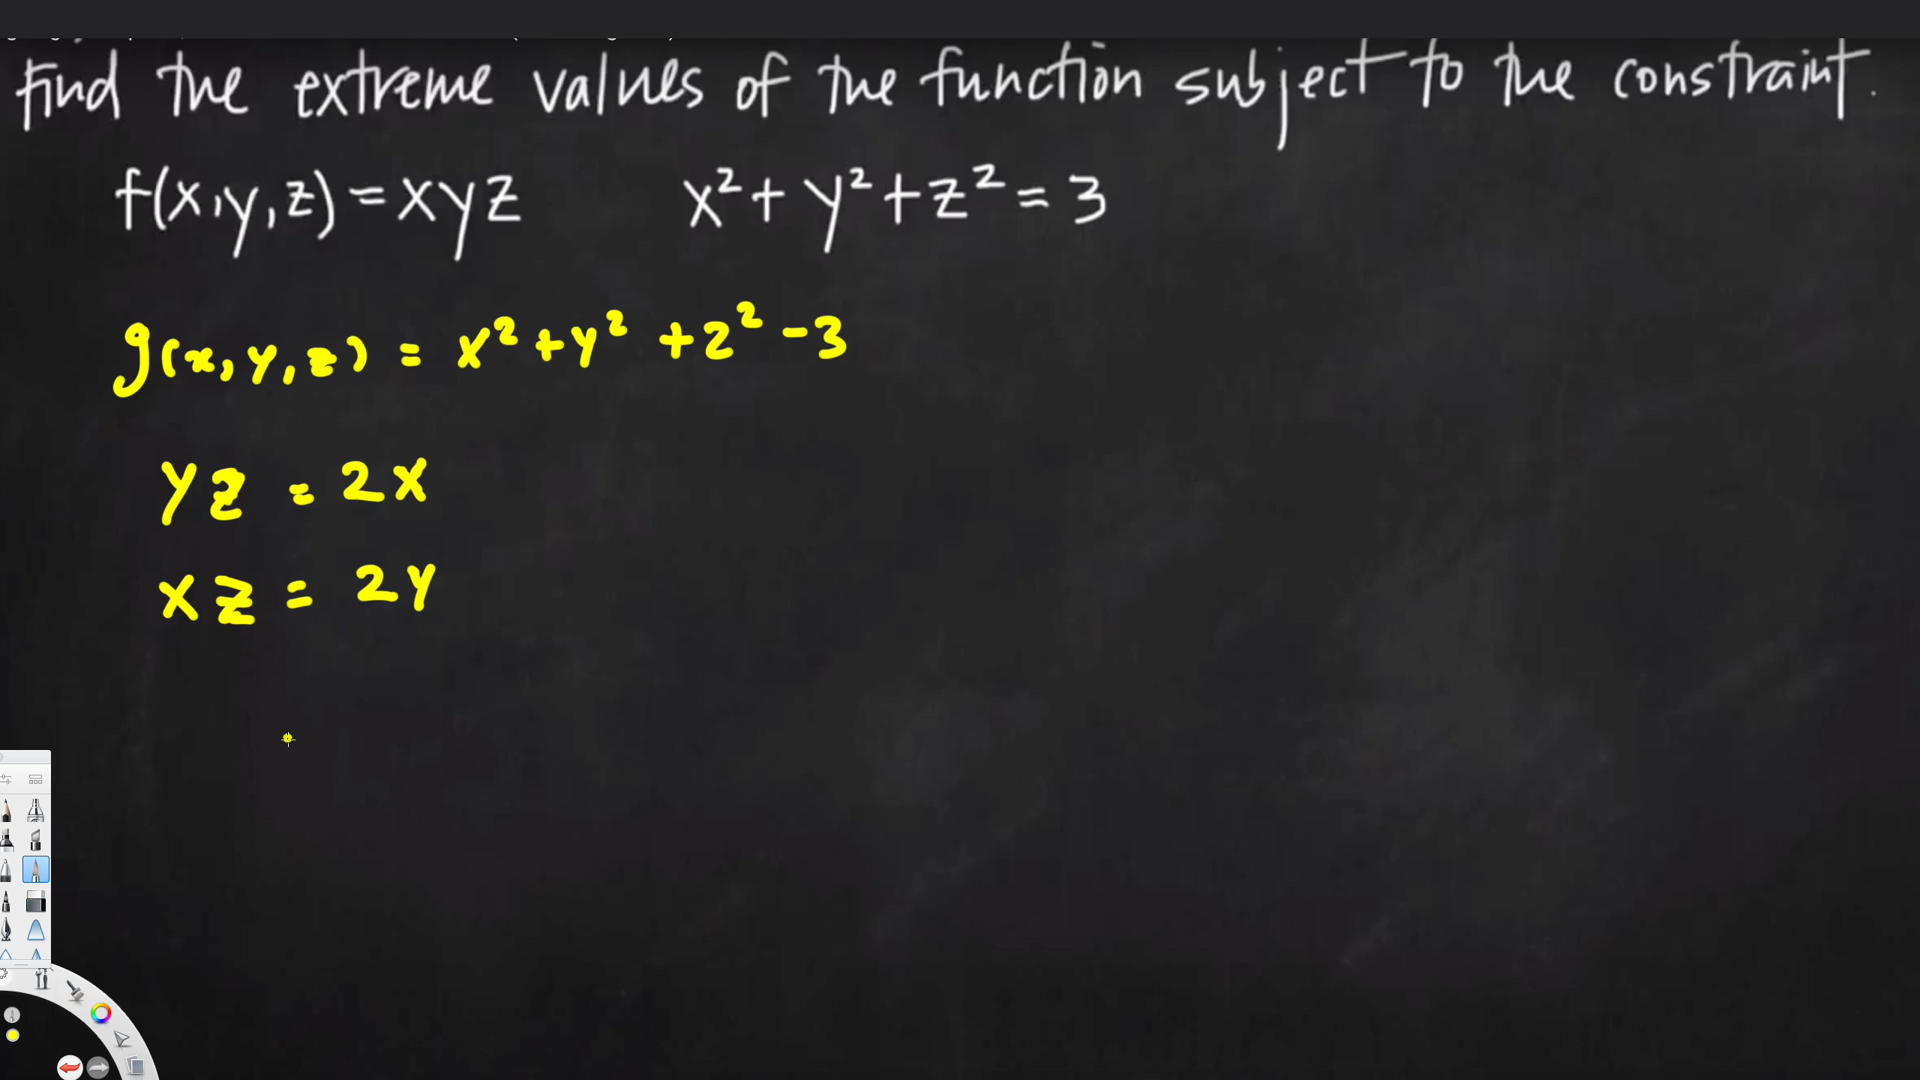 find the extreme values of the function subject to the constraint.
f(x,y,z)=xyz x²+y²+z²=3
g(x,y,z) = x²+y²+z²-3
yz = 2x
xz = 2y